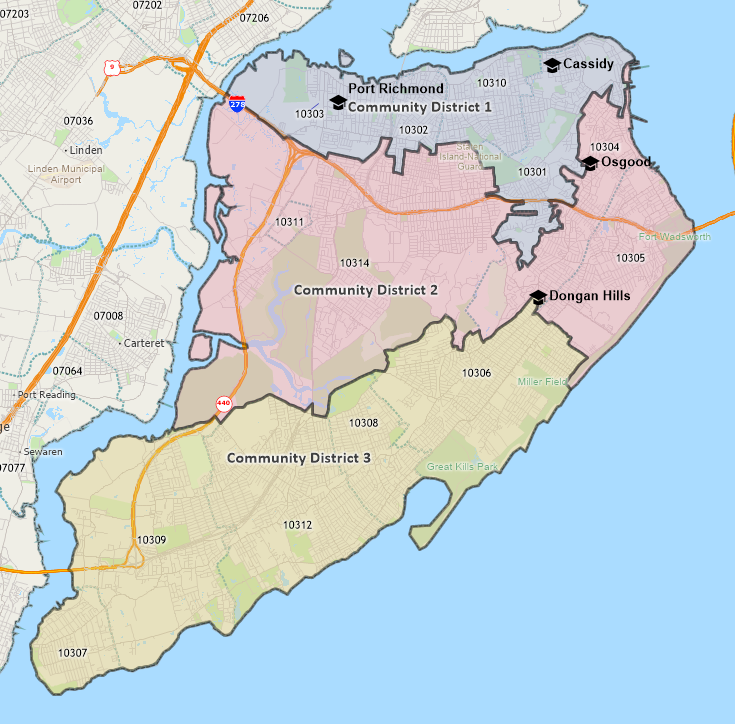 07203
07202
07206
9
Cassidy
10310
Port Richmond
278
Community District 1
10303
07036
10302
10304
Linden
Staten
Island-National
Guard
Osgood
Linden Municipal
Airport
10301
10311
Fort Wadsworth
10305
10314
Community District 2
Dongan Hills
07008
Carteret
07064
10306
Miller Field
Port Reading
440
10308
ge
Sewaren
Community District 3
07077
Great Kills Park
10312
10309
10307